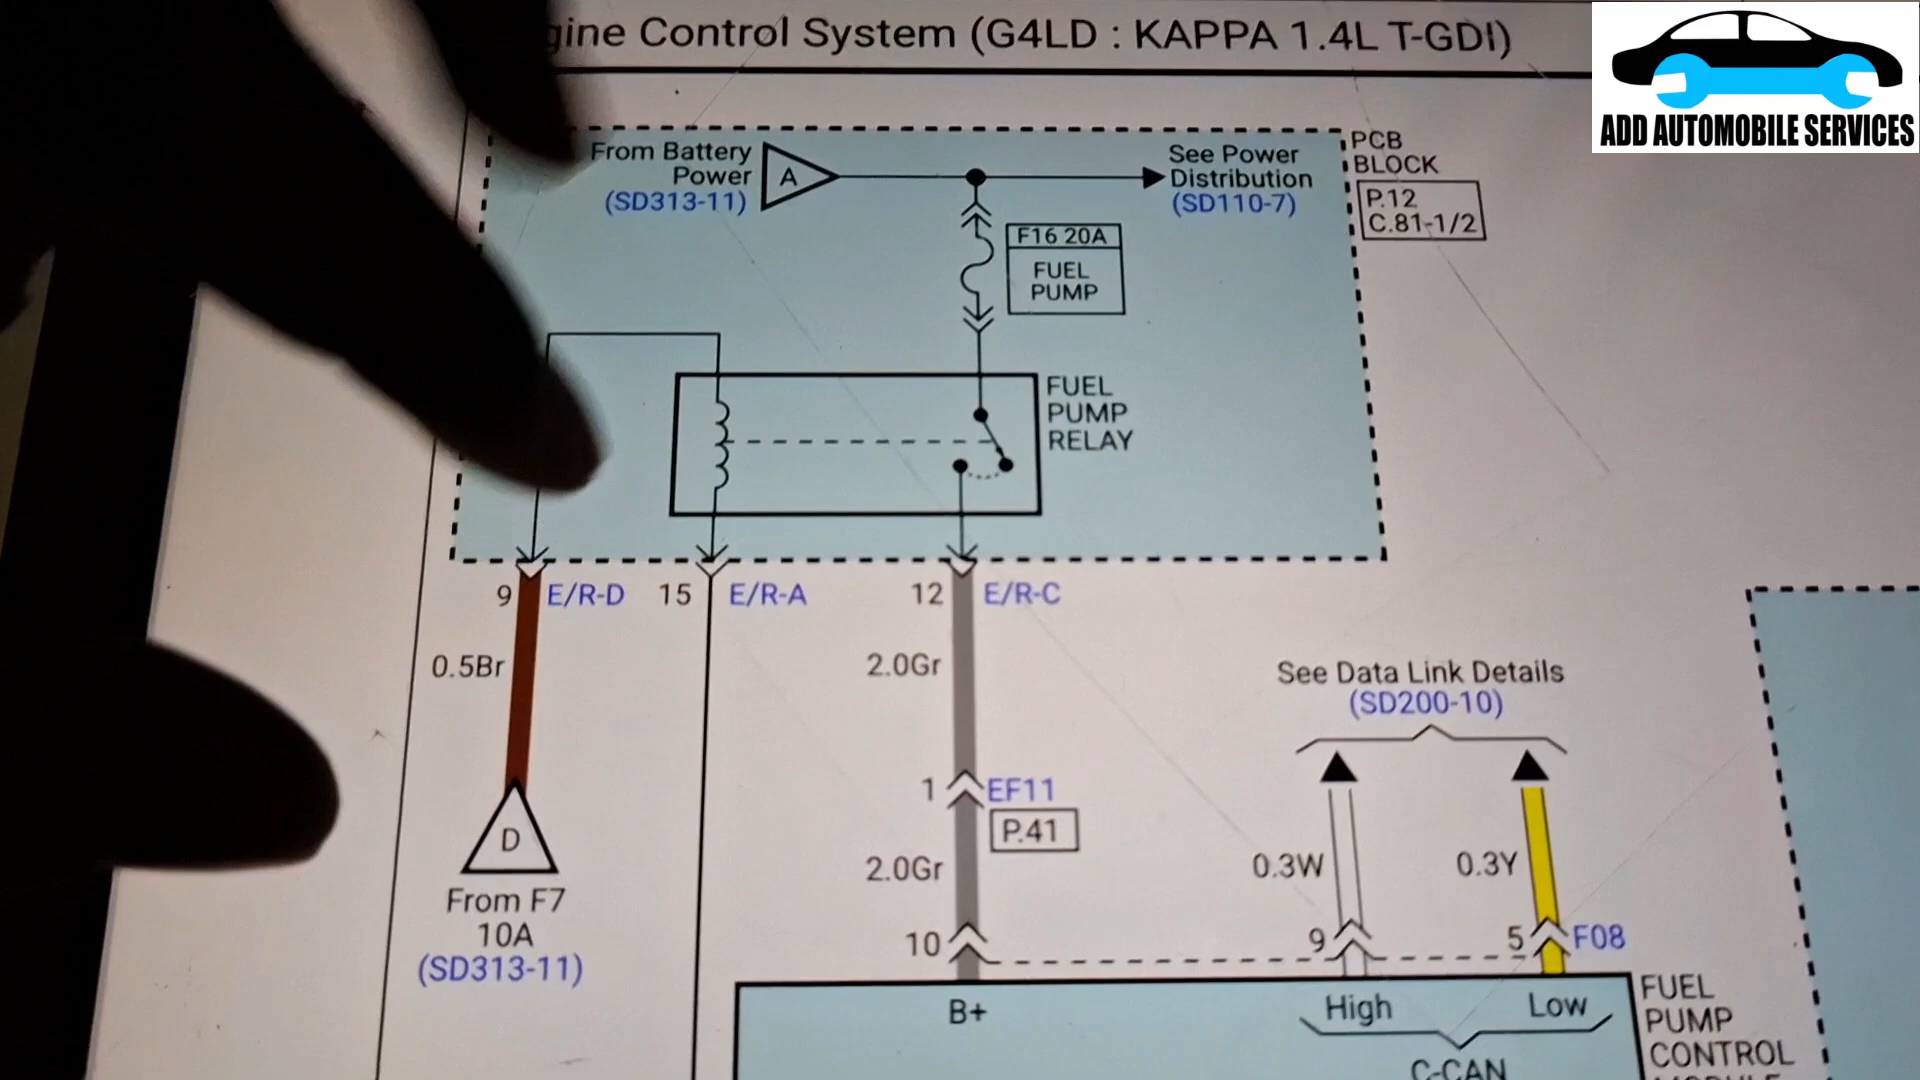 gine Control System (G4LD : KAPPA 1.4L T-GDI)
ADD AUTOMOBILE SERVICES
From Battery
Power
(SD313-11)
A
See Power
Distribution
(SD110-7)
PCB
BLOCK
P.12
C.81-1/2
F16 20A
FUEL
PUMP
FUEL
PUMP
RELAY
9 E/R-D
15 E/R-A
12 E/R-C
0.5Br
2.0Gr
See Data Link Details
(SD200-10)
1 EF11
P.41
D
2.0Gr
0.3W
0.3Y
From F7
10A
(SD313-11)
10
9
5 F08
B+
High
Low
C-CAN
FUEL
PUMP
CONTROL